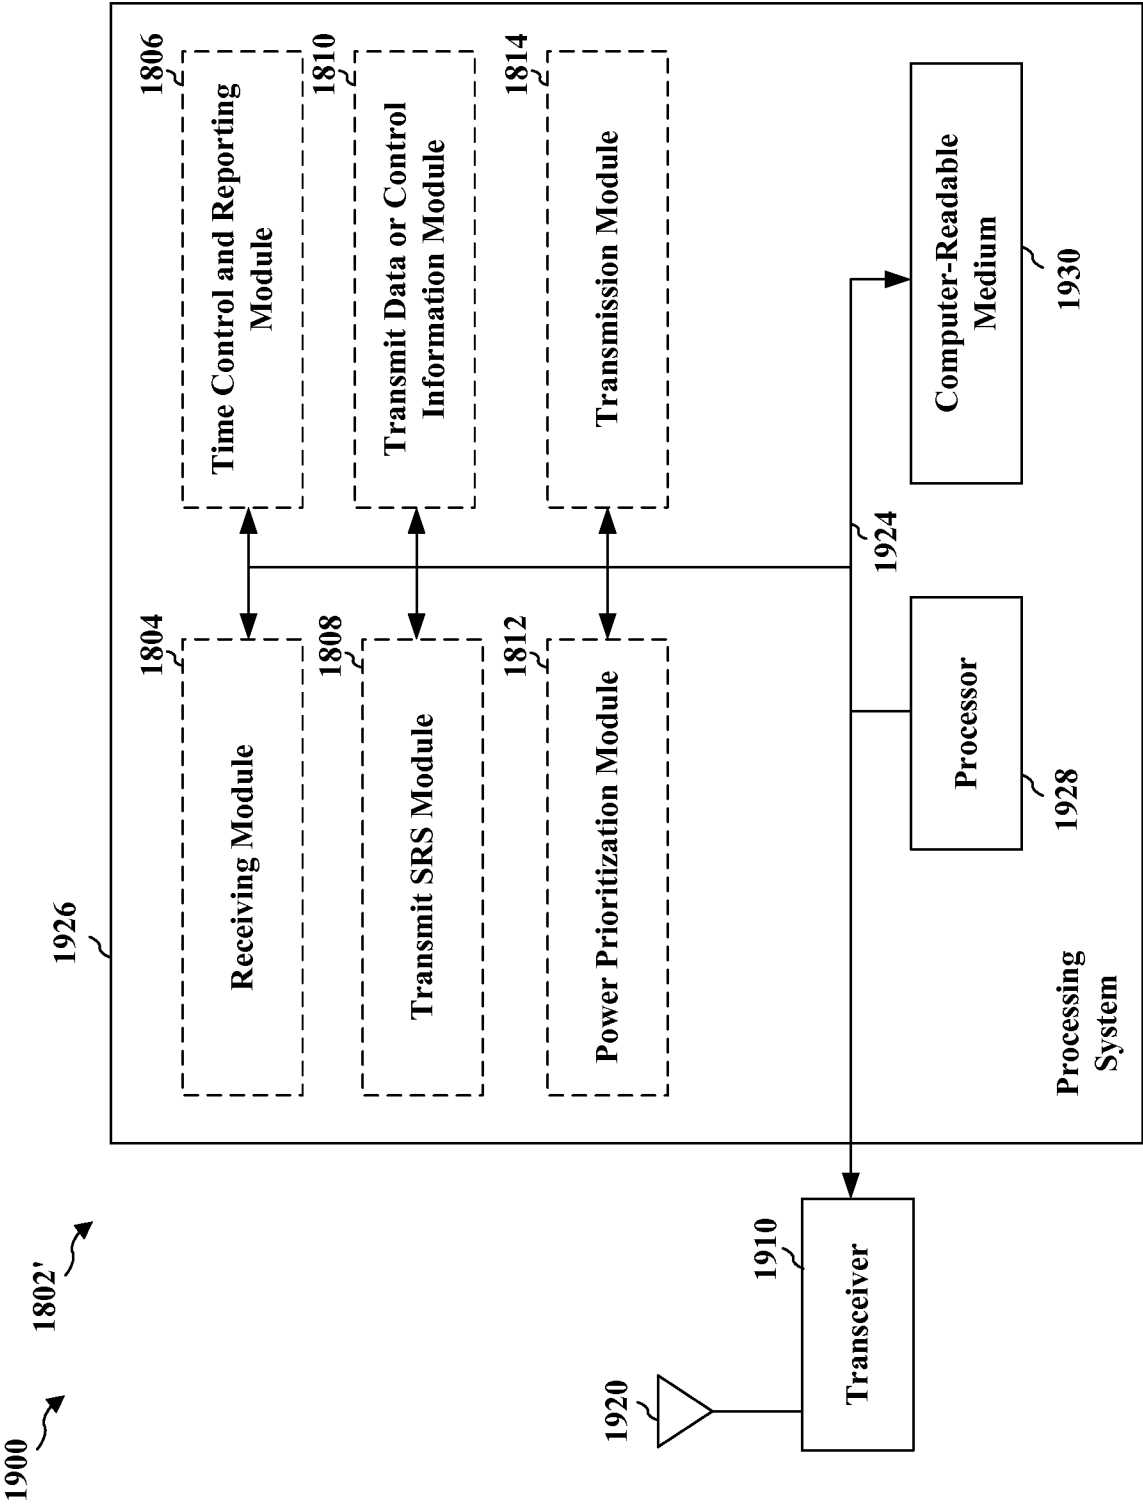 1900
1802'
1926
1804
Receiving Module
1806
Time Control and Reporting
Module
1808
Transmit SRS Module
1810
Transmit Data or Control
Information Module
1812
Power Prioritization Module
1814
Transmission Module
1920
1910
Transceiver
1924
Processor
1928
Computer-Readable
Medium
1930
Processing
System